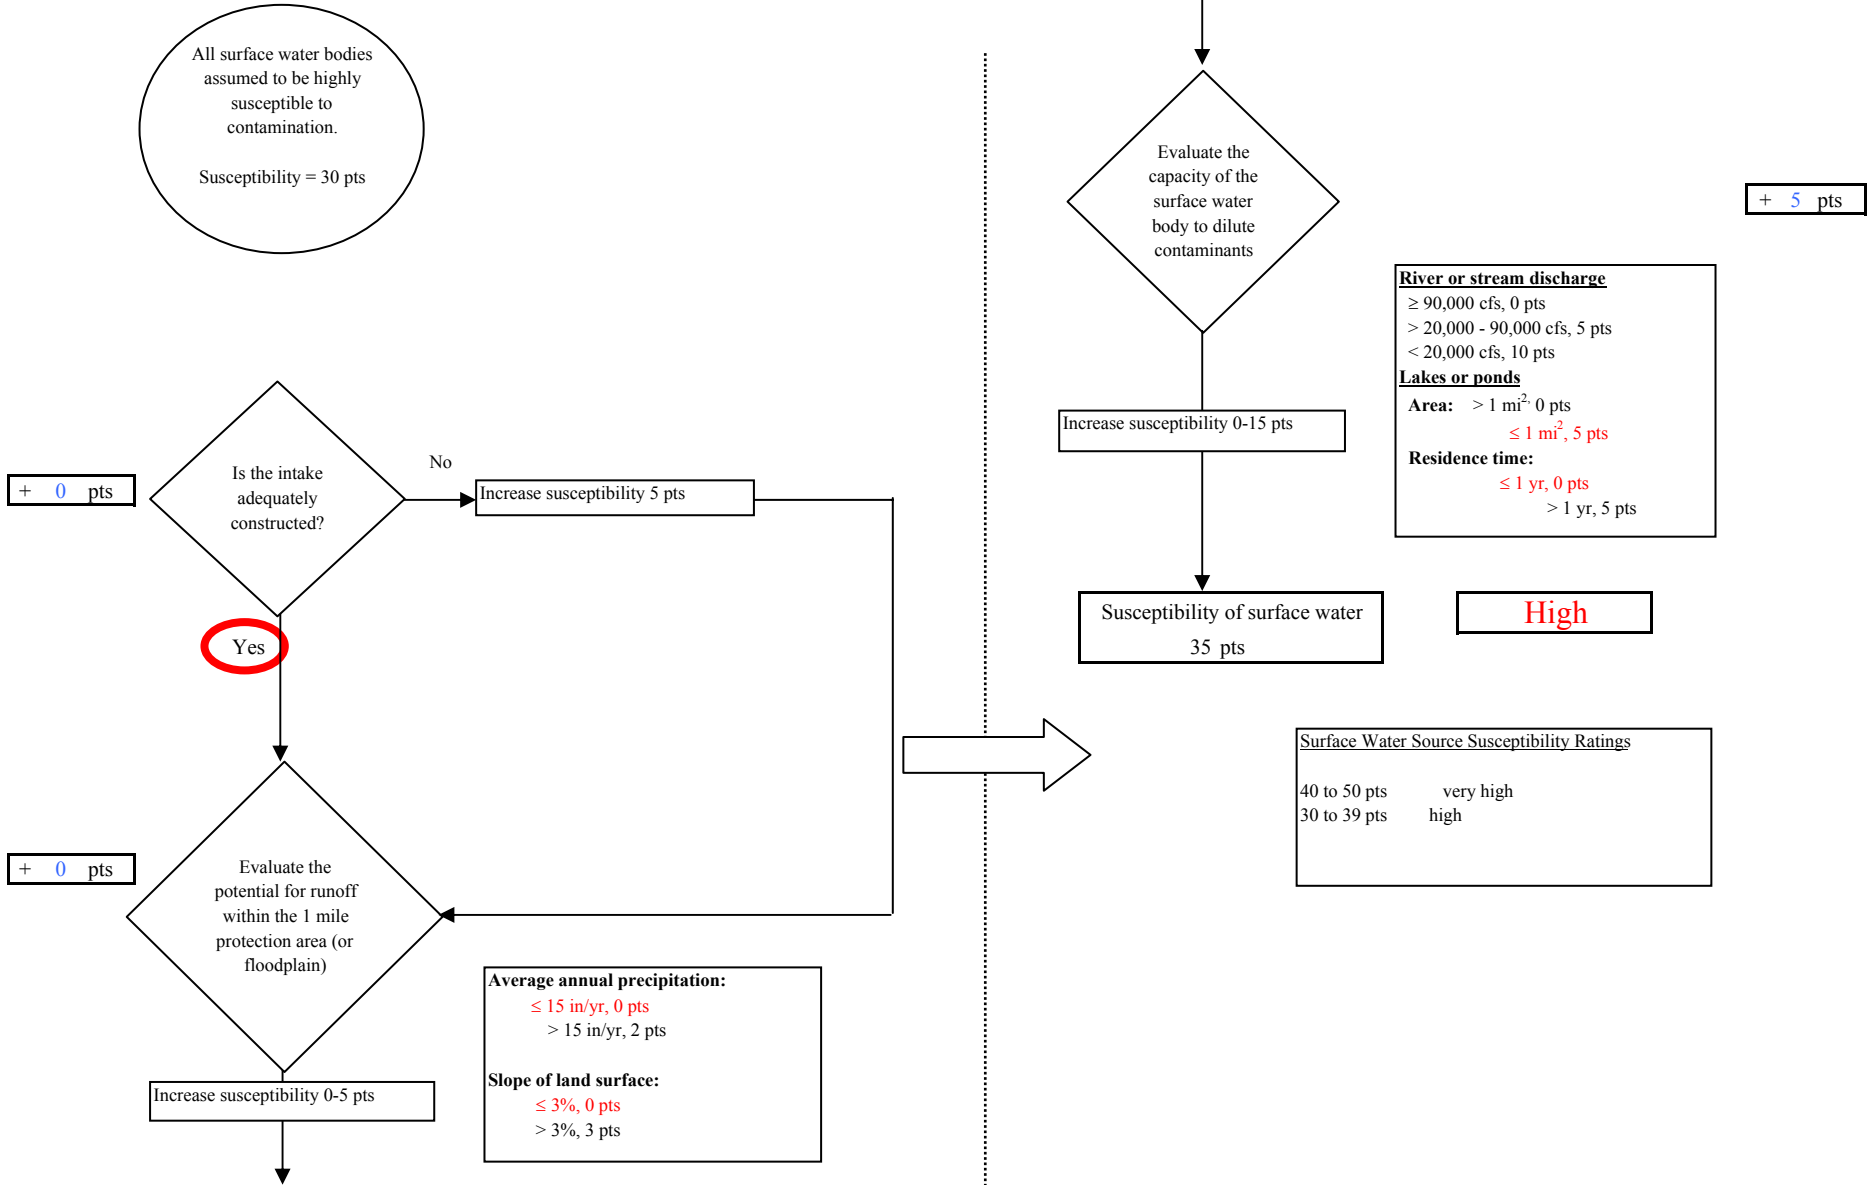 All surface water bodies
assumed to be highly
susceptible to
contamination.
Susceptibility = 30 pts
+ 0 pts
Is the intake
adequately
constructed?
No
Increase susceptibility 5 pts
Yes
+ 0 pts
Evaluate the
potential for runoff
within the 1 mile
protection area (or
floodplain)
Average annual precipitation:
≤ 15 in/yr, 0 pts
> 15 in/yr, 2 pts
Slope of land surface:
≤ 3%, 0 pts
> 3%, 3 pts
Increase susceptibility 0-5 pts
Evaluate the
capacity of the
surface water
body to dilute
contaminants
+ 5 pts
River or stream discharge
≥ 90,000 cfs, 0 pts
> 20,000 - 90,000 cfs, 5 pts
< 20,000 cfs, 10 pts
Lakes or ponds
Area: > 1 mi², 0 pts
≤ 1 mi², 5 pts
Residence time:
≤ 1 yr, 0 pts
> 1 yr, 5 pts
Increase susceptibility 0-15 pts
Susceptibility of surface water
35 pts
High
Surface Water Source Susceptibility Ratings
40 to 50 pts very high
30 to 39 pts high